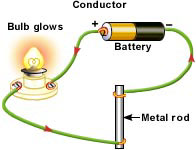 Conductor
Bulb glows
+
−
Battery
Metal rod